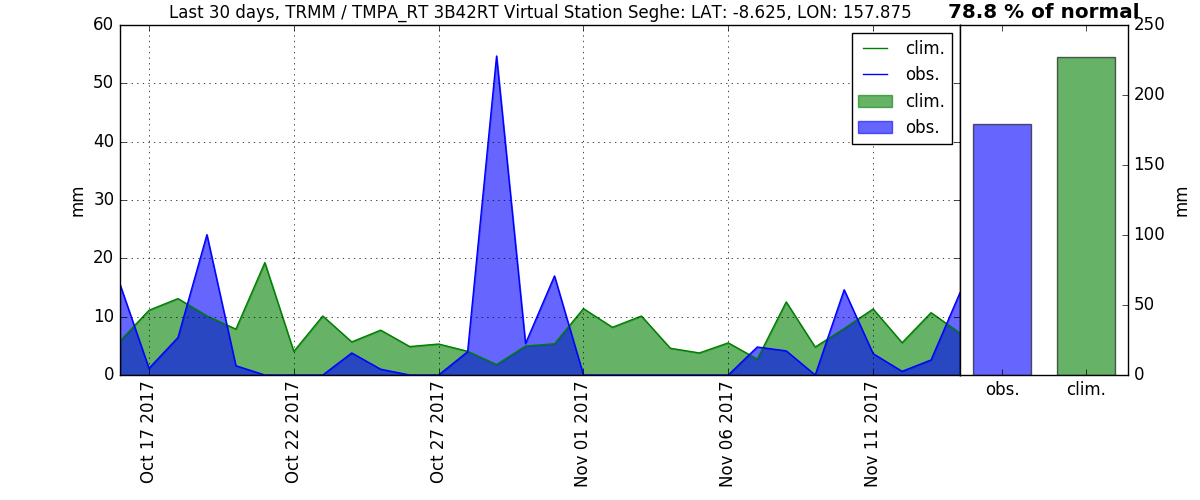 Last 30 days, TRMM / TMPA_RT 3B42RT Virtual Station Seghe: LAT: -8.625, LON: 157.875
78.8 % of normal
60
50
40
30
20
10
0
mm
clim.
obs.
clim.
obs.
250
200
150
100
50
0
mm
obs.
clim.
Oct 17 2017
Oct 22 2017
Oct 27 2017
Nov 01 2017
Nov 06 2017
Nov 11 2017